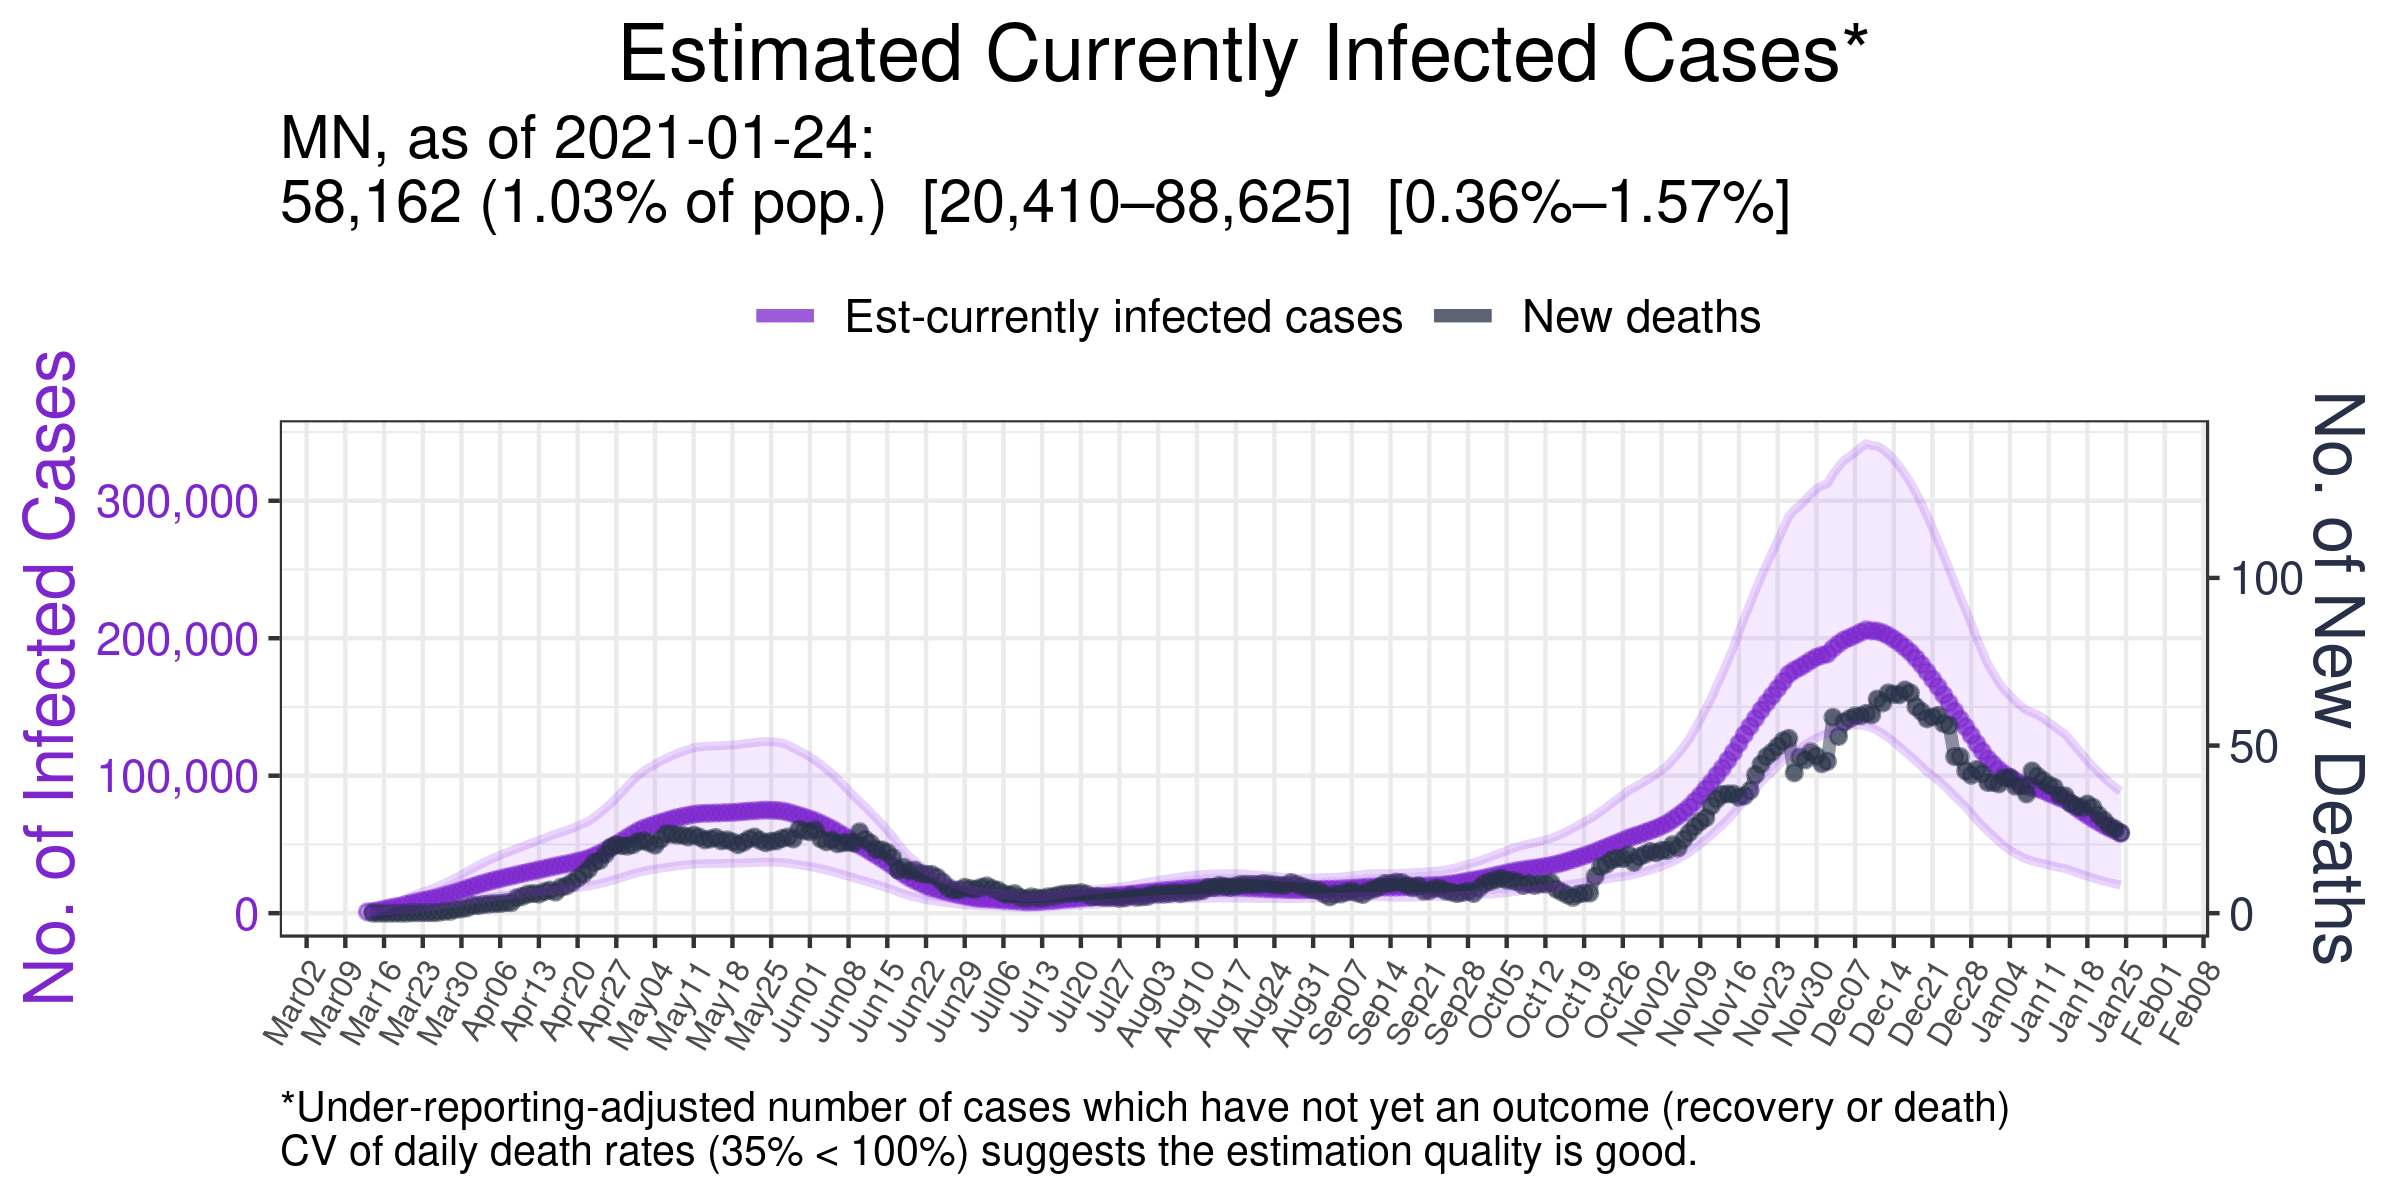 Estimated Currently Infected Cases*
MN, as of 2021-01-24:
58,162 (1.03% of pop.)  [20,410–88,625]  [0.36%–1.57%]
Est-currently infected cases
New deaths
No. of Infected Cases
300,000
200,000
100,000
0
100
50
0
No. of New Deaths
Mar02
Mar09
Mar16
Mar23
Mar30
Apr06
Apr13
Apr20
Apr27
May04
May11
May18
May25
Jun01
Jun08
Jun15
Jun22
Jun29
Jul06
Jul13
Jul20
Jul27
Aug03
Aug10
Aug17
Aug24
Aug31
Sep07
Sep14
Sep21
Sep28
Oct05
Oct12
Oct19
Oct26
Nov02
Nov09
Nov16
Nov23
Nov30
Dec07
Dec14
Dec21
Dec28
Jan04
Jan11
Jan18
Jan25
Feb01
Feb08
*Under-reporting-adjusted number of cases which have not yet an outcome (recovery or death)
CV of daily death rates (35% < 100%) suggests the estimation quality is good.